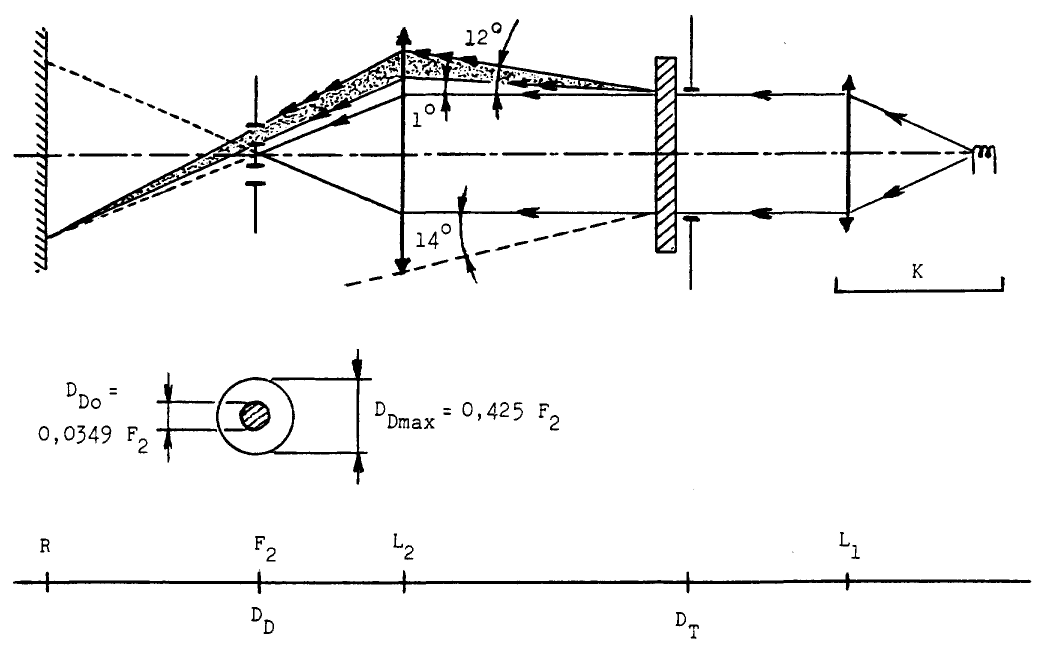 12°
1°
14°
K
D_Do =
0,0349 F_2
D_Dmax = 0,425 F_2
R F_2 L_2 L_1
D_D D_T